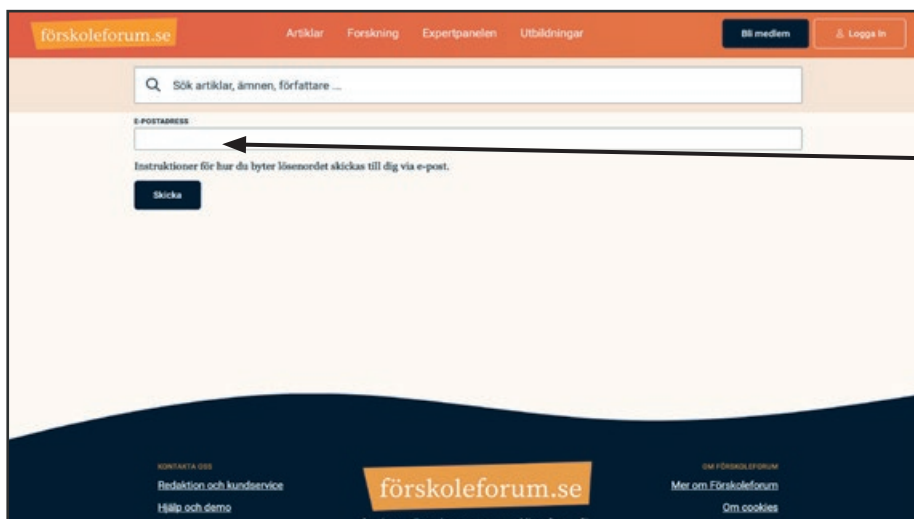 förskoleforum.se
Artiklar Forskning Expertpanelen Utbildningar
Bli medlem
Logga In
Sök artiklar, ämnen, författare ...
E-POSTADRESS
Instruktioner för hur du byter lösenordet skickas till dig via e-post.
Skicka
KONTAKTA OSS
Redaktion och kundservice
Hjälp och demo
förskoleforum.se
OM FÖRSKOLEFORUM
Mer om Förskoleforum
Om cookies